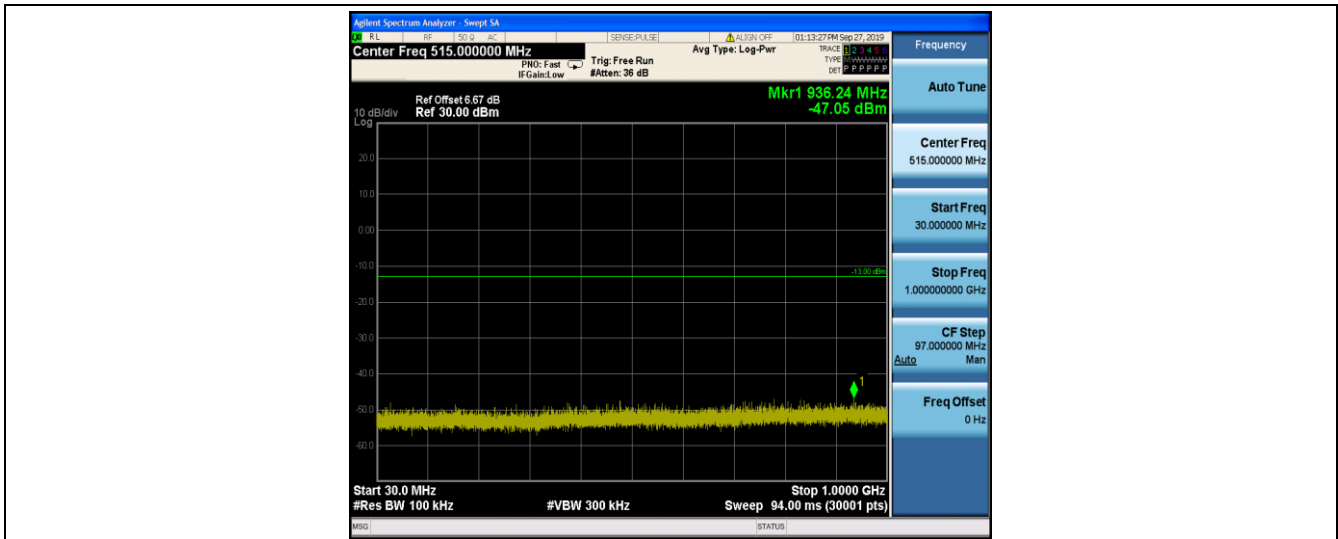 Agilent Spectrum Analyzer - Swept SA
RL RF 50 Ω AC SENSE:PULSE ALIGN OFF 01:13:27 PM Sep 27, 2019
Center Freq 515.000000 MHz
PNO: Fast
IFGain:Low
Trig: Free Run
#Atten: 36 dB
Avg Type: Log-Pwr
TRACE 1 2 3 4 5 6
TYPE M
DET P P P P P P
Mkr1 936.24 MHz
-47.05 dBm
Ref Offset 6.67 dB
10 dB/div Ref 30.00 dBm
Log
20.0
10.0
0.00
-10.0
-13.00 dBm
-20.0
-30.0
-40.0
1
-50.0
-60.0
Start 30.0 MHz Stop 1.0000 GHz
#Res BW 100 kHz #VBW 300 kHz Sweep 94.00 ms (30001 pts)
MSG STATUS
Frequency
Auto Tune
Center Freq
515.000000 MHz
Start Freq
30.000000 MHz
Stop Freq
1.000000000 GHz
CF Step
97.000000 MHz
Auto Man
Freq Offset
0 Hz